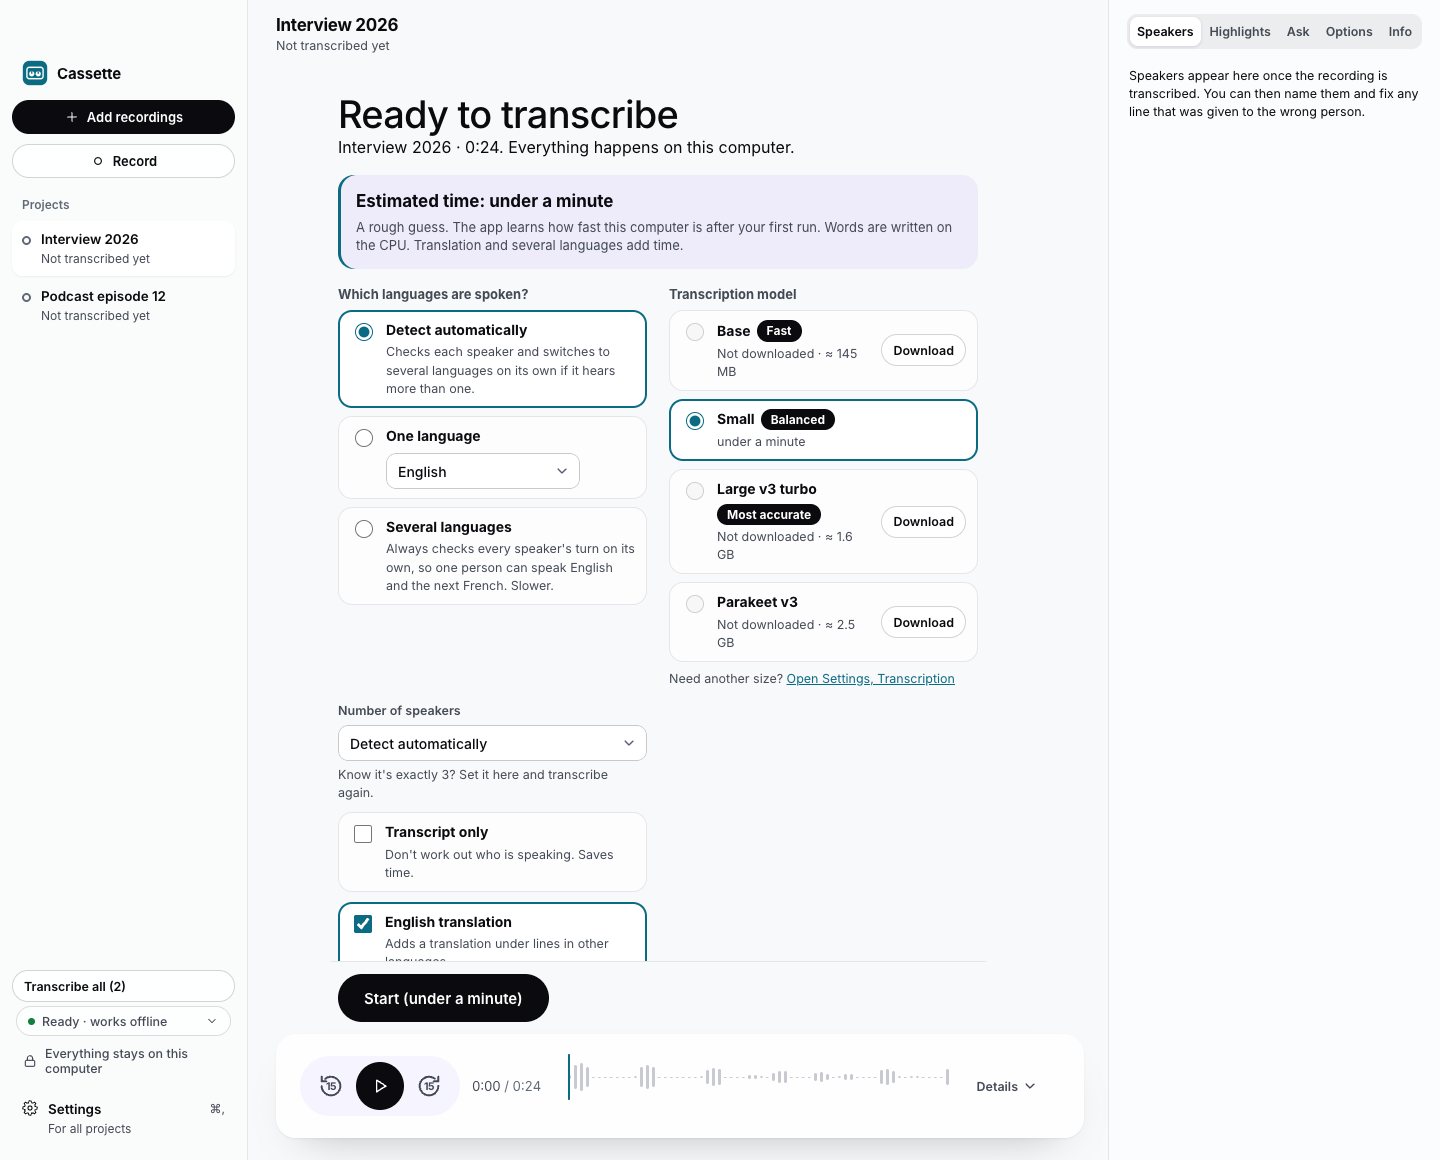 Cassette
Add recordings
Record
Projects
Interview 2026
Not transcribed yet
Podcast episode 12
Not transcribed yet
Transcribe all (2)
Ready · works offline
Everything stays on this
computer
Settings
⌘,
For all projects
Interview 2026
Not transcribed yet
Ready to transcribe
Interview 2026 · 0:24. Everything happens on this computer.
Estimated time: under a minute
A rough guess. The app learns how fast this computer is after your first run. Words are written on
the CPU. Translation and several languages add time.
Which languages are spoken?
Detect automatically
Checks each speaker and switches to
several languages on its own if it hears
more than one.
One language
English
Several languages
Always checks every speaker's turn on its
own, so one person can speak English
and the next French. Slower.
Transcription model
Base Fast
Not downloaded · ≈ 145
MB
Download
Small Balanced
under a minute
Large v3 turbo
Most accurate
Not downloaded · ≈ 1.6
GB
Download
Parakeet v3
Not downloaded · ≈ 2.5
GB
Download
Need another size? Open Settings, Transcription
Number of speakers
Detect automatically
Know it's exactly 3? Set it here and transcribe
again.
Transcript only
Don't work out who is speaking. Saves
time.
English translation
Adds a translation under lines in other
languages.
Start (under a minute)
15
15
0:00 / 0:24
Details
Speakers Highlights Ask Options Info
Speakers appear here once the recording is
transcribed. You can then name them and fix any
line that was given to the wrong person.